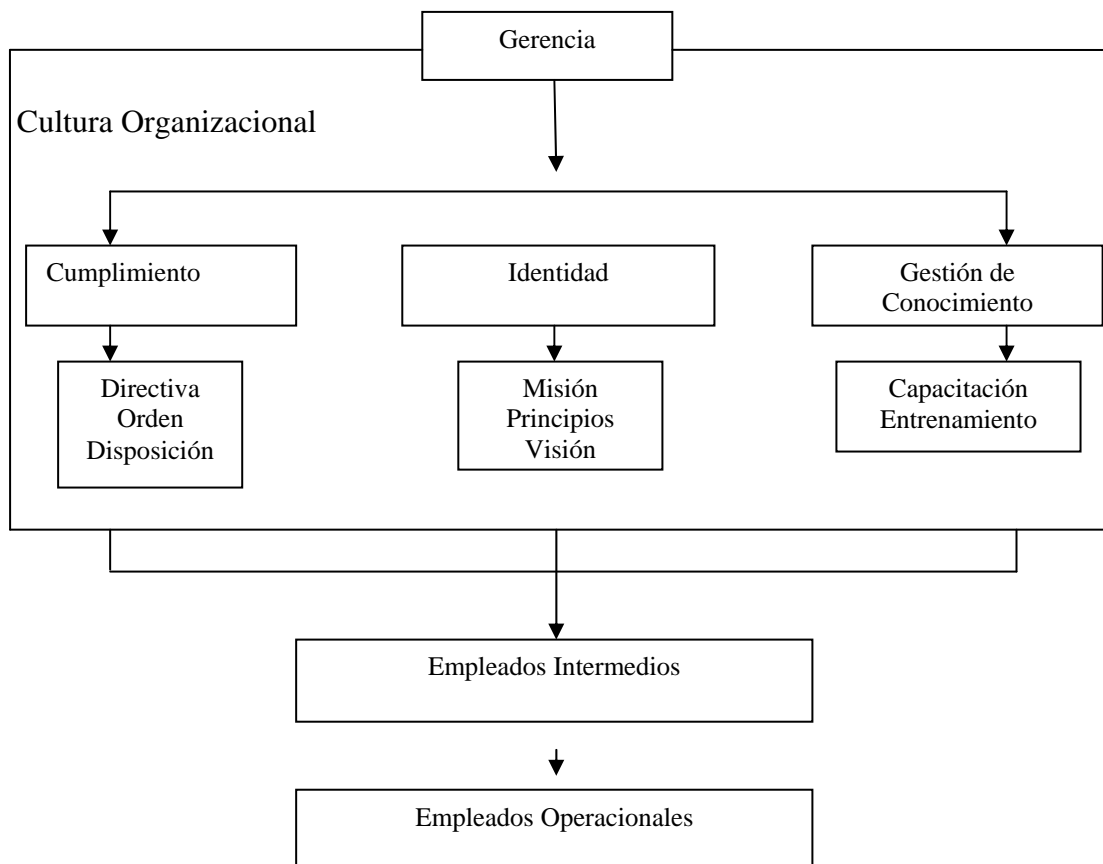 Gerencia
Cultura Organizacional
Cumplimiento
Identidad
Gestión de
Conocimiento
Directiva
Orden
Disposición
Misión
Principios
Visión
Capacitación
Entrenamiento
Empleados Intermedios
Empleados Operacionales